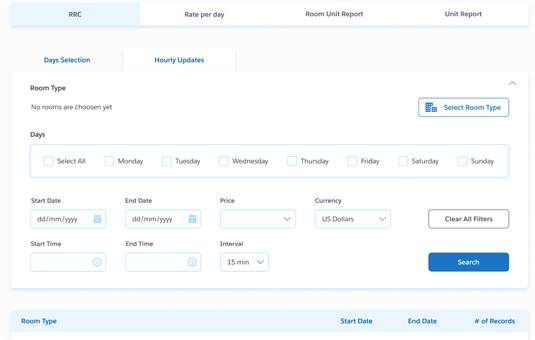 RRC Rate per day Room Unit Report Unit Report
Days Selection Hourly Updates
Room Type
No rooms are choosen yet
Select Room Type
Days
Select All Monday Tuesday Wednesday Thursday Friday Saturday Sunday
Start Date End Date Price Currency
dd/mm/yyyy dd/mm/yyyy US Dollars Clear All Filters
Start Time End Time Interval
15 min Search
Room Type Start Date End Date # of Records